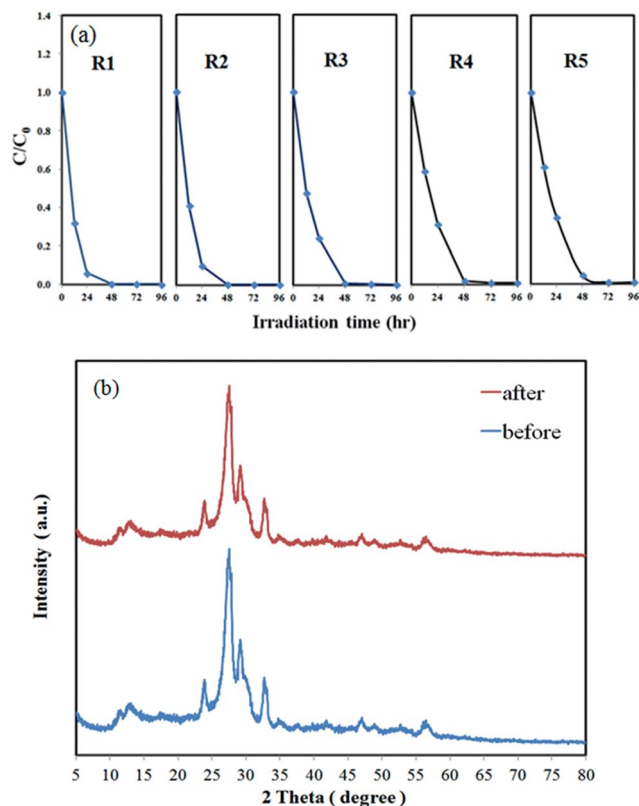 (a)
R1 R2 R3 R4 R5
1.4
1.2
1.0
0.8
0.6
0.4
0.2
0.0
C/C₀
0 24 48 72 96 0 24 48 72 96 0 24 48 72 96 0 24 48 72 96 0 24 48 72 96
Irradiation time (hr)
(b)
after
before
Intensity ( a.u.)
5 10 15 20 25 30 35 40 45 50 55 60 65 70 75 80
2 Theta ( degree )